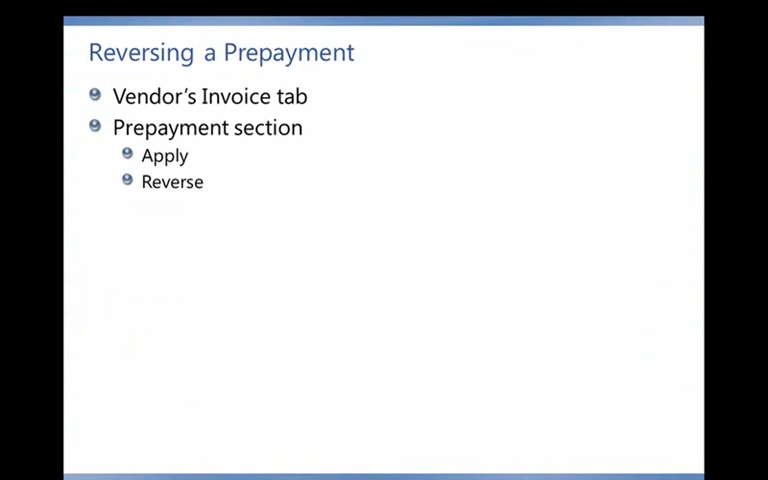 Reversing a Prepayment
Vendor's Invoice tab
Prepayment section
Apply
Reverse